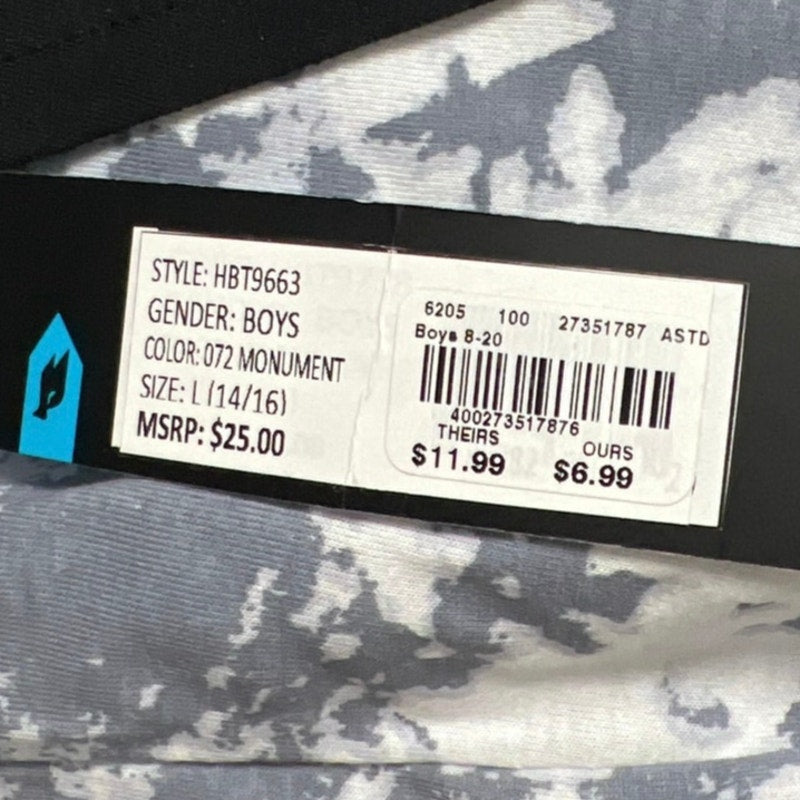 STYLE: HBT9663
GENDER: BOYS
COLOR: 072 MONUMENT
SIZE: L (14/16)
MSRP: $25.00
6205 100 27351787 ASTD
Boys 8-20
400273517876
THEIRS OURS
$11.99 $6.99